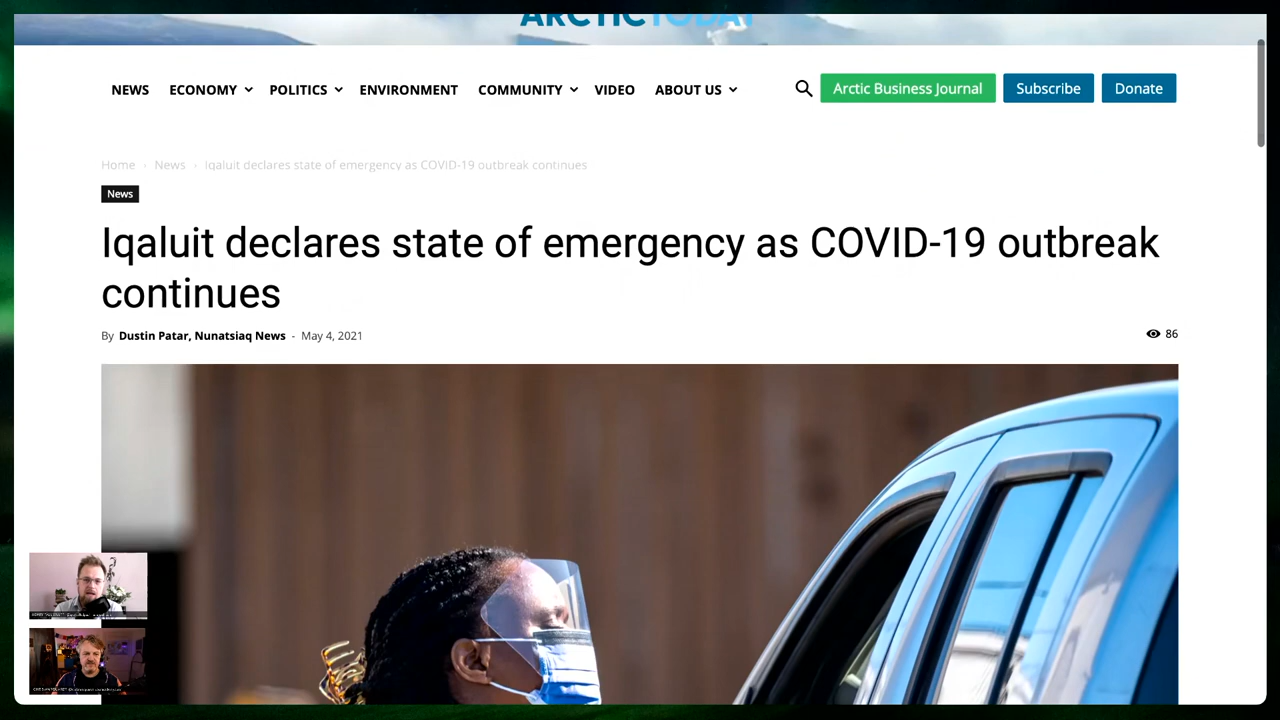 ARCTICTODAY
NEWS ECONOMY POLITICS ENVIRONMENT COMMUNITY VIDEO ABOUT US Arctic Business Journal Subscribe Donate
Home › News › Iqaluit declares state of emergency as COVID-19 outbreak continues
News
Iqaluit declares state of emergency as COVID-19 outbreak
continues
By Dustin Patar, Nunatsiaq News - May 4, 2021 86